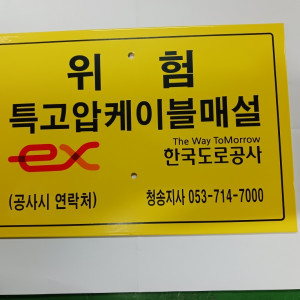 위 험
특고압케이블매설
ex The Way ToMorrow
한국도로공사
(공사시 연락처) 청송지사 053-714-7000